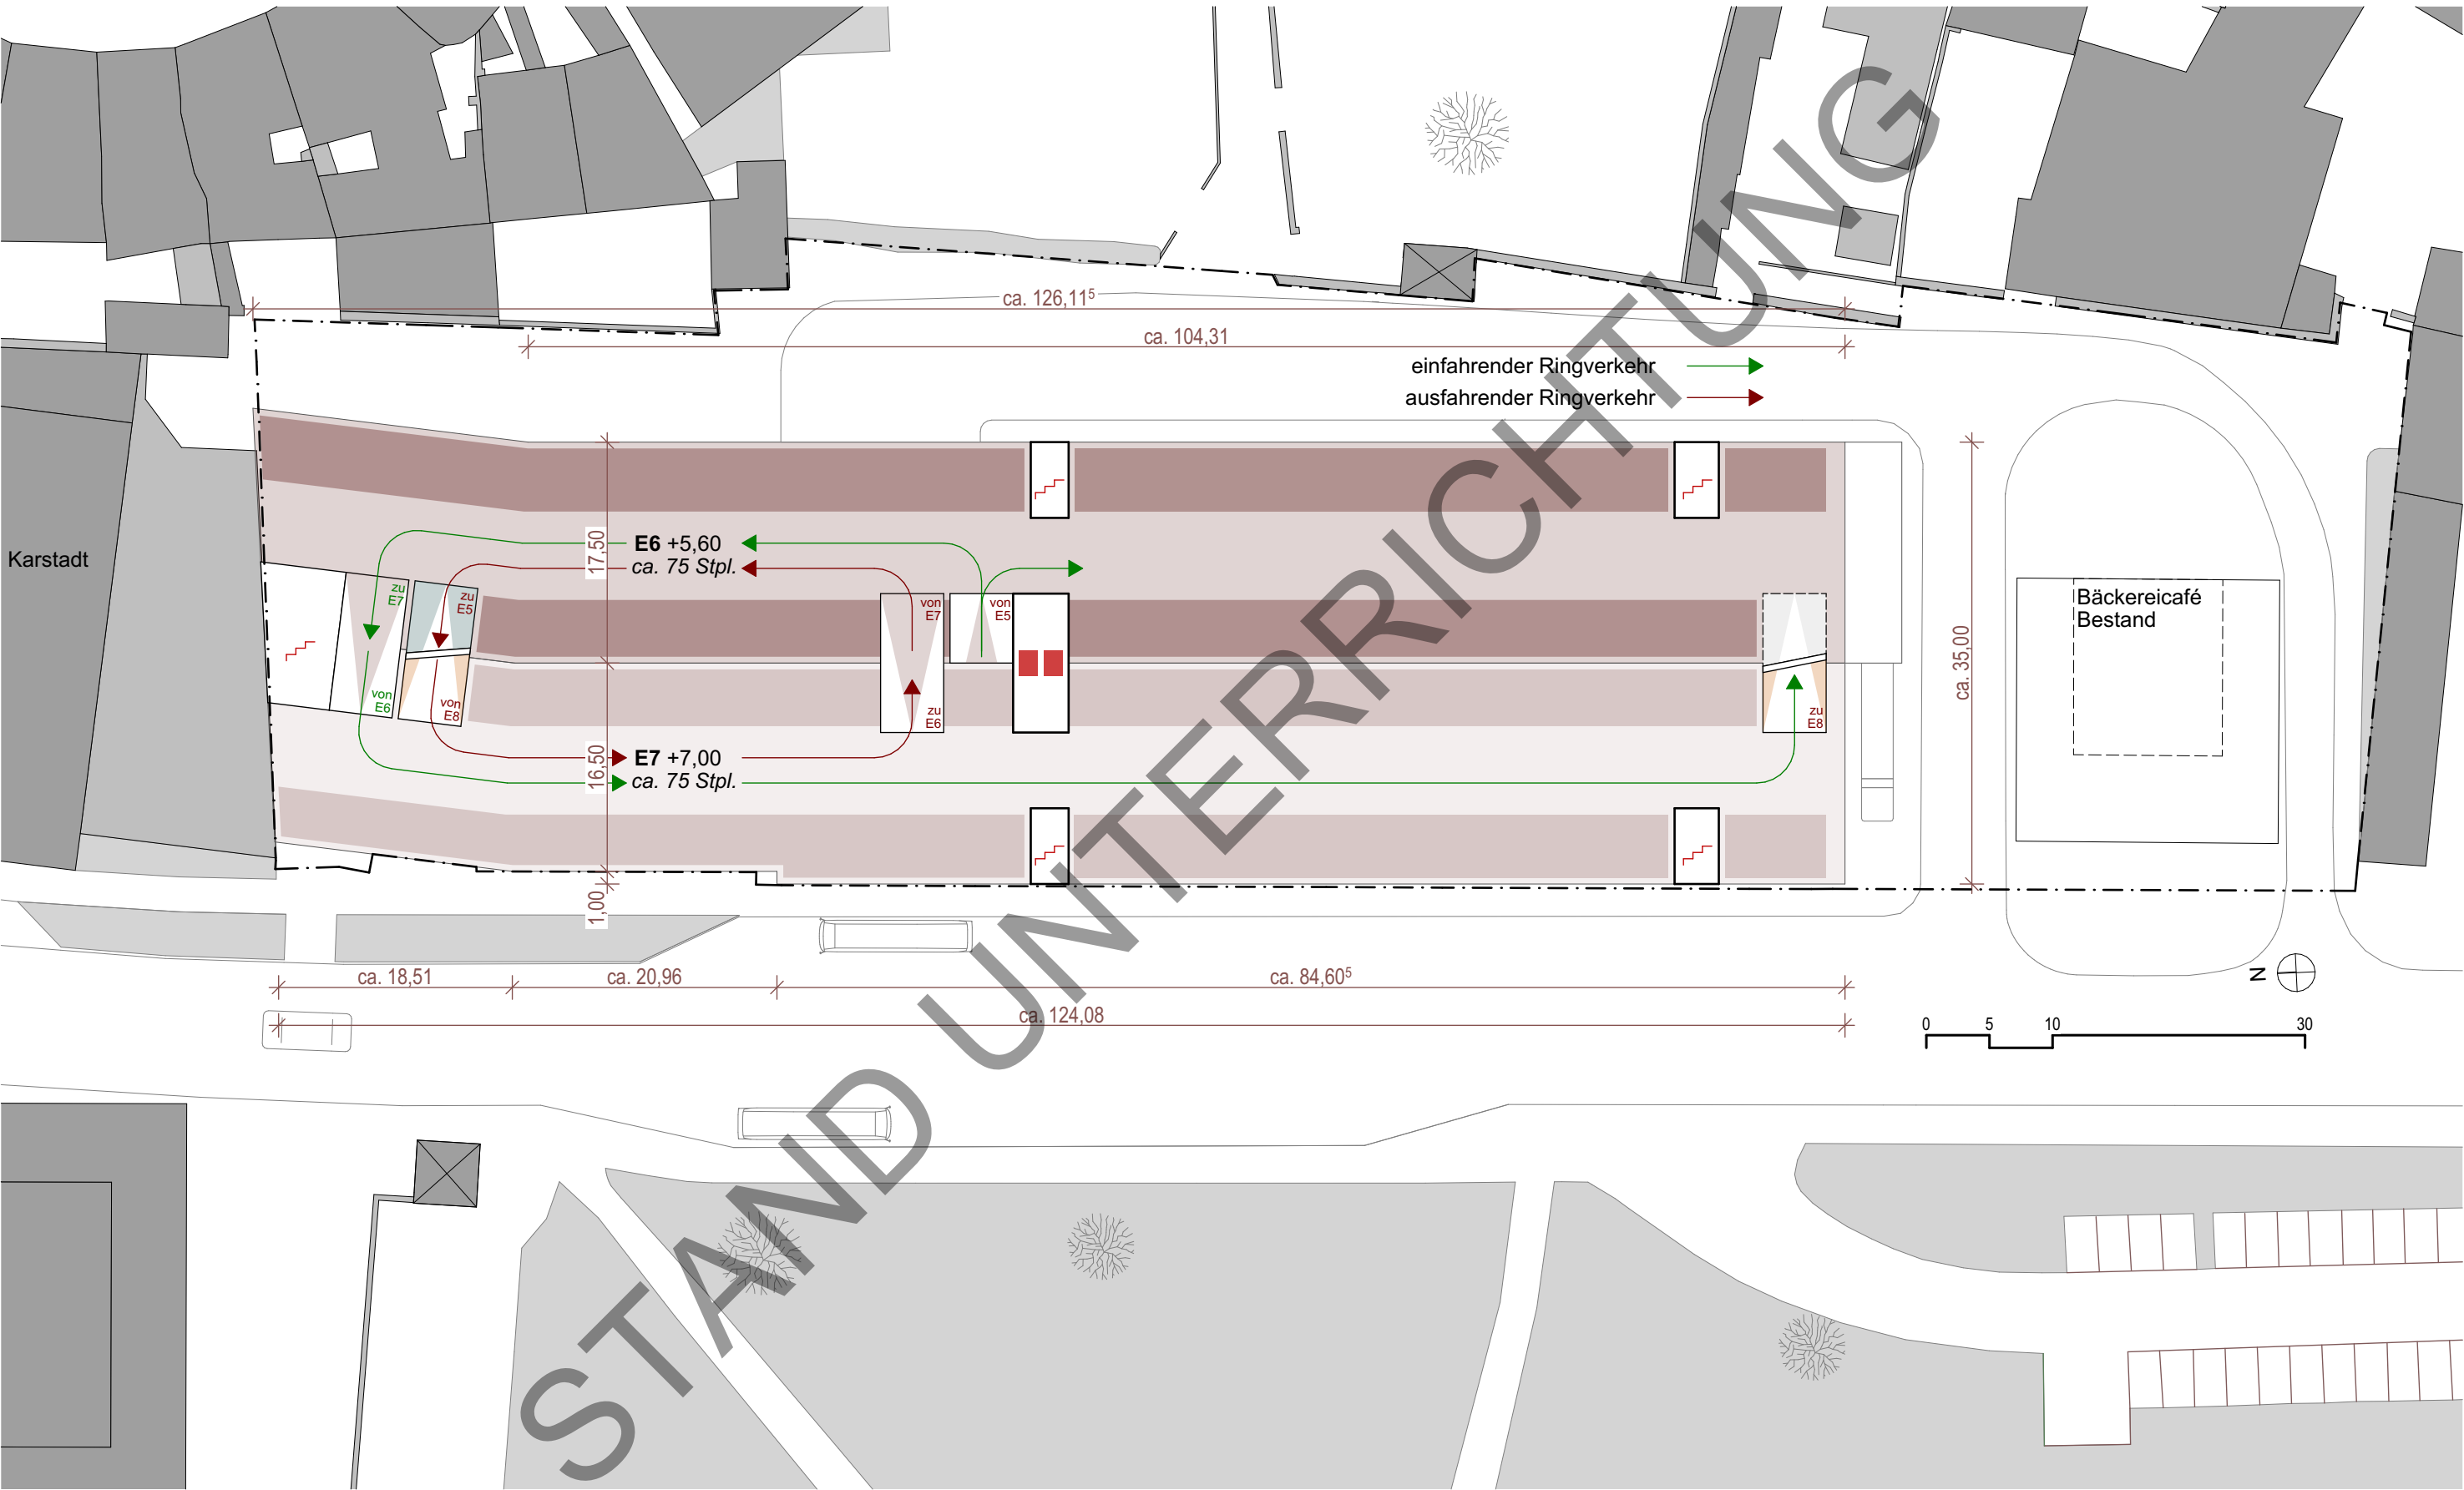 ca. 126,11⁵
ca. 104,31
einfahrender Ringverkehr
ausfahrender Ringverkehr
Karstadt
17,50
E6 +5,60
ca. 75 Stpl.
zu
E7
zu
E5
von
E7
von
E5
Bäckereicafé
Bestand
ca. 35,00
von
E6
von
E8
zu
E6
zu
E8
16,50
E7 +7,00
ca. 75 Stpl.
1,00
ca. 18,51
ca. 20,96
ca. 84,60⁵
ca. 124,08
N
0 5 10 30
STAND UNTERRICHTUNG